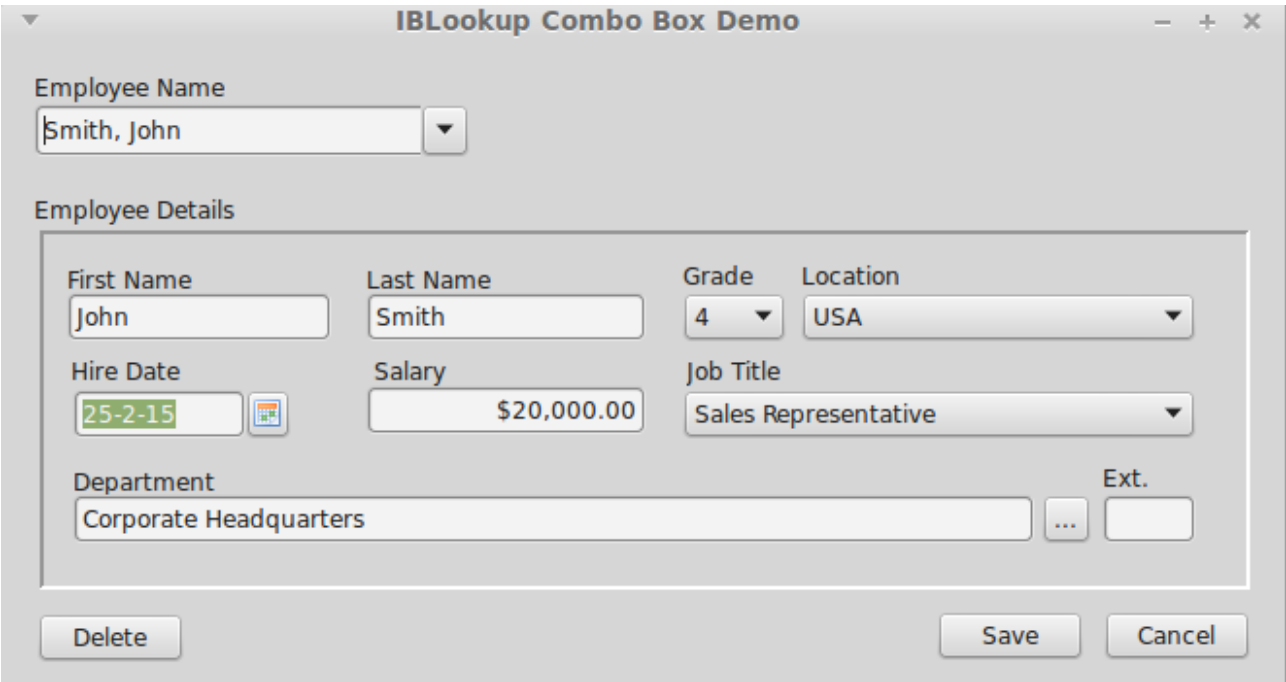 IBLookup Combo Box Demo
Employee Name
Smith, John
Employee Details
First Name Last Name Grade Location
John Smith 4 USA
Hire Date Salary Job Title
25-2-15 $20,000.00 Sales Representative
Department Ext.
Corporate Headquarters ...
Delete Save Cancel